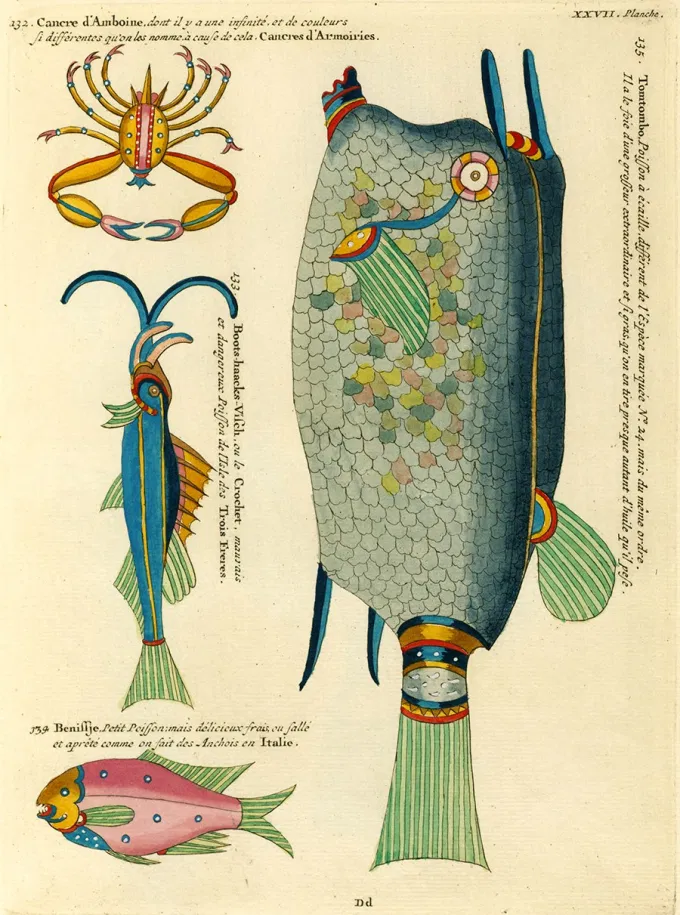 XXVII. Planche.
132. Cancre d'Amboine, dont il y a une infinité, et de couleurs
si différentes qu'on les nomme, à cause de cela, Cancres d'Armoiries.
135. Tomtombo, Poisson à écaille, différent de l'Espèce marquée N.º 24. mais du même ordre.
Il a le foie d'une grosseur extraordinaire et si gras, qu'on en tire presque autant d'huile qu'il pese.
133. Boots-haacks-Visch, ou le Crochet, mauvais
et dangereux Poisson de l'Isle des Trois Freres.
134. Benissje, Petit Poisson; mais délicieux frais, ou sallé
et aprêté comme on fait des Anchois en Italie.
Dd